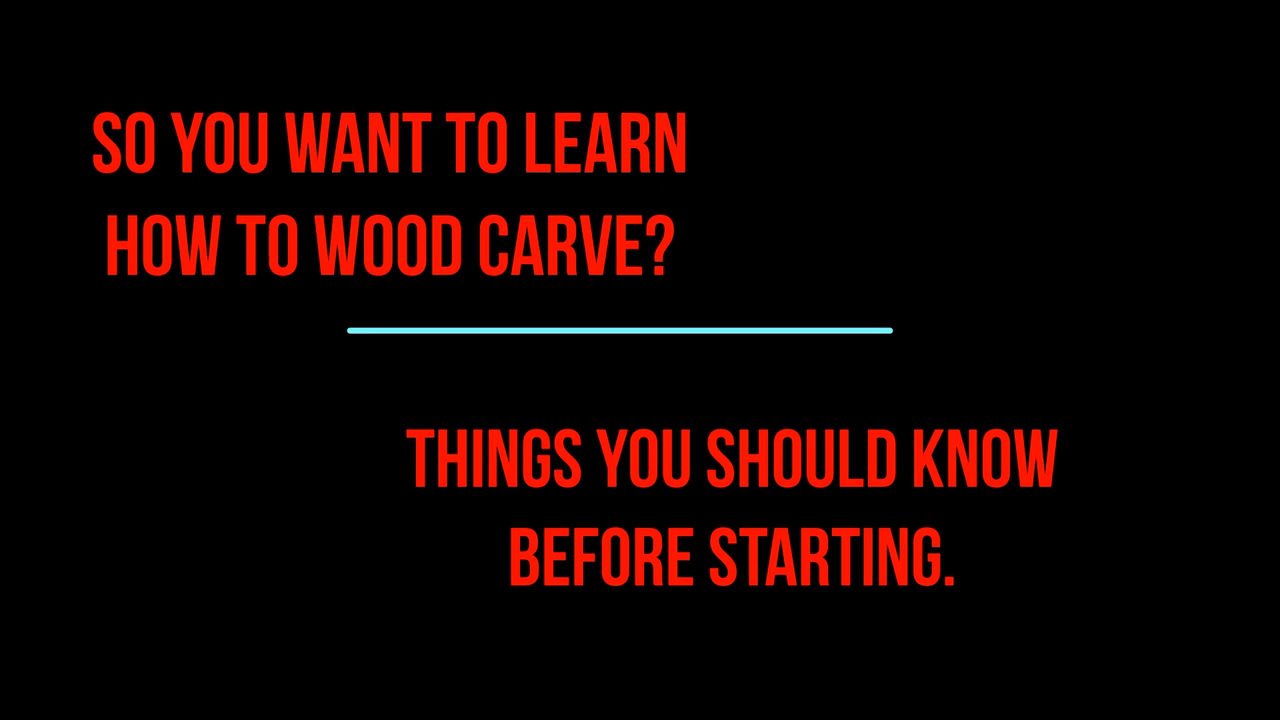 SO YOU WANT TO LEARN
HOW TO WOOD CARVE?
THINGS YOU SHOULD KNOW
BEFORE STARTING.